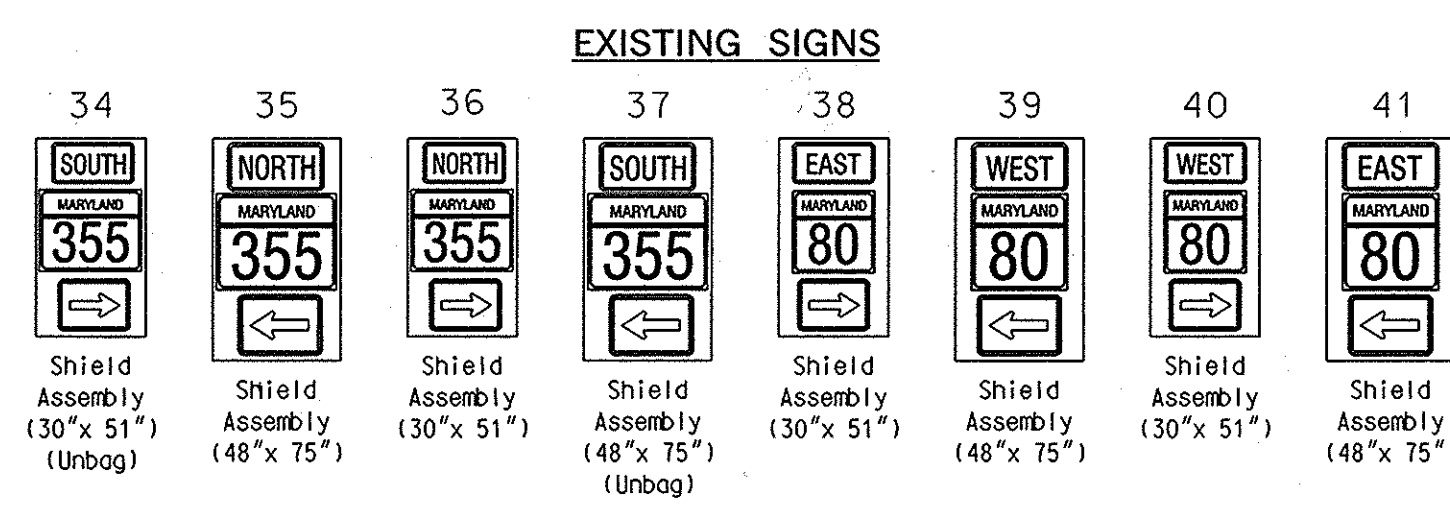 EXISTING SIGNS
34 35 36 37 38 39 40 41
SOUTH
MARYLAND
355
Shield
Assembly
(30"x 51")
(Unbag)
NORTH
MARYLAND
355
Shield
Assembly
(48"x 75")
NORTH
MARYLAND
355
Shield
Assembly
(30"x 51")
SOUTH
MARYLAND
355
Shield
Assembly
(48"x 75")
(Unbag)
EAST
MARYLAND
80
Shield
Assembly
(30"x 51")
WEST
MARYLAND
80
Shield
Assembly
(48"x 75")
WEST
MARYLAND
80
Shield
Assembly
(30"x 51")
EAST
MARYLAND
80
Shield
Assembly
(48"x 75"